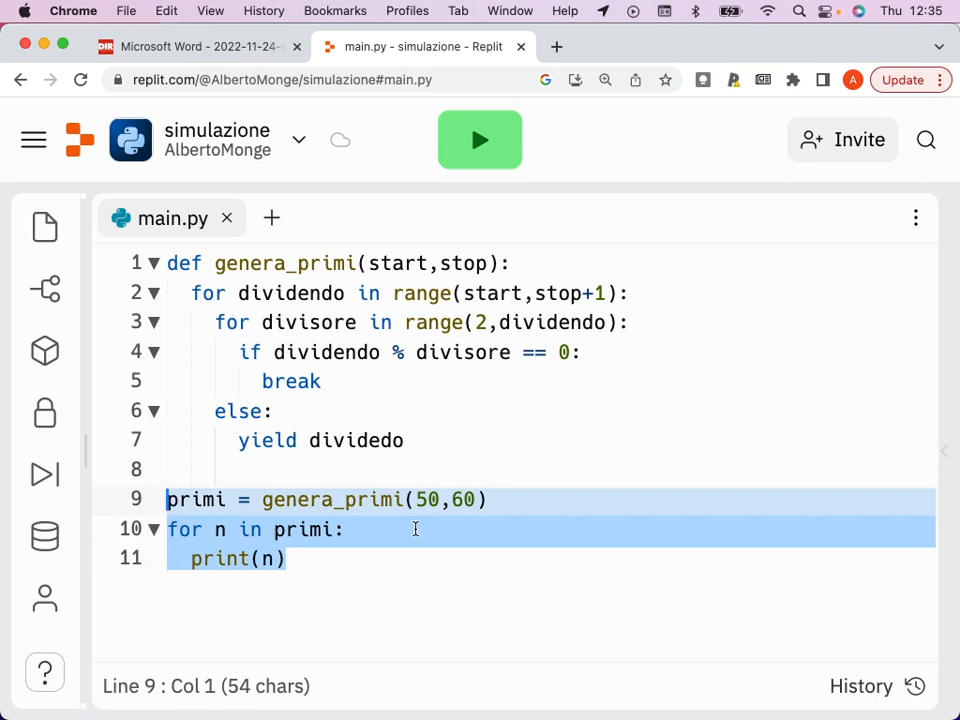 Chrome File Edit View History Bookmarks Profiles Tab Window Help Thu 12:35
DIR Microsoft Word - 2022-11-24- main.py - simulazione - Replit
replit.com/@AlbertoMonge/simulazione#main.py A Update
simulazione
AlbertoMonge
Invite
main.py
1 def genera_primi(start,stop):
2 for dividendo in range(start,stop+1):
3 for divisore in range(2,dividendo):
4 if dividendo % divisore == 0:
5 break
6 else:
7 yield dividedo
8
9 primi = genera_primi(50,60)
10 for n in primi:
11 print(n)
?
Line 9 : Col 1 (54 chars) History